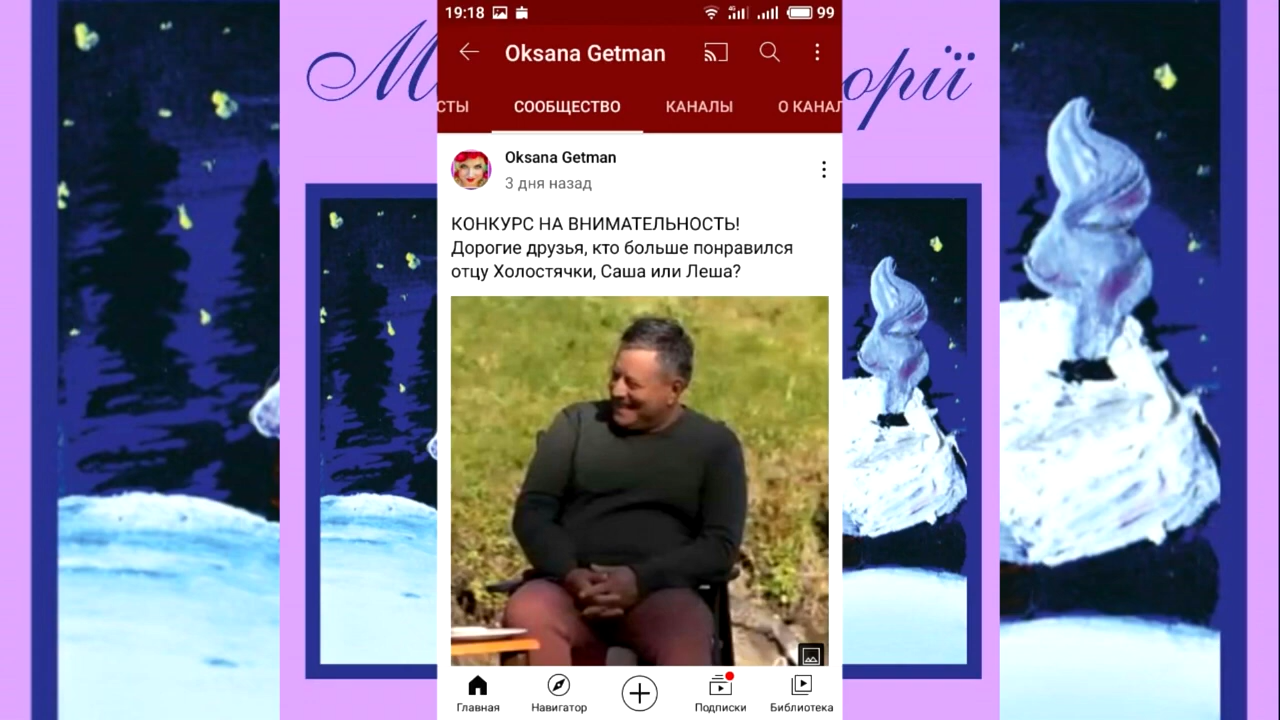 19:18
4G
99
Oksana Getman
СТЫ
СООБЩЕСТВО
КАНАЛЫ
О КАНАЛ
Oksana Getman
3 дня назад
КОНКУРС НА ВНИМАТЕЛЬНОСТЬ!
Дорогие друзья, кто больше понравился
отцу Холостячки, Саша или Леша?
Главная
Навигатор
Подписки
Библиотека
М
орії